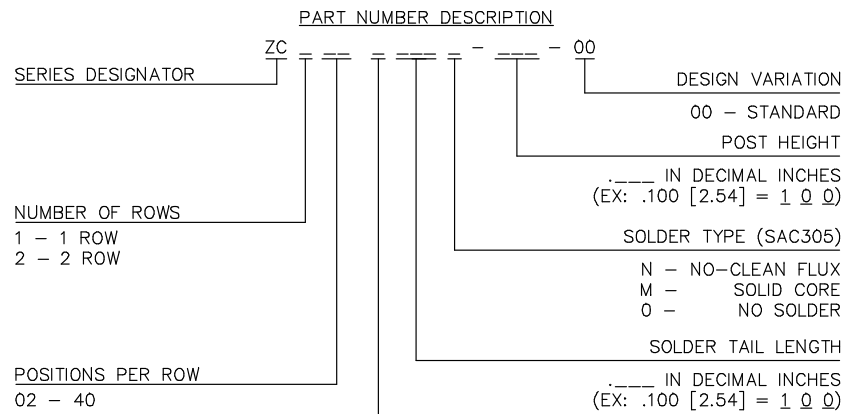 PART NUMBER DESCRIPTION
ZC _ __ _ ___ _ - ___ - 00
SERIES DESIGNATOR
DESIGN VARIATION
00 - STANDARD
POST HEIGHT
.___ IN DECIMAL INCHES
(EX: .100 [2.54] = 1 0 0)
NUMBER OF ROWS
1 - 1 ROW
2 - 2 ROW
SOLDER TYPE (SAC305)
N - NO-CLEAN FLUX
M - SOLID CORE
0 - NO SOLDER
SOLDER TAIL LENGTH
.___ IN DECIMAL INCHES
(EX: .100 [2.54] = 1 0 0)
POSITIONS PER ROW
02 - 40